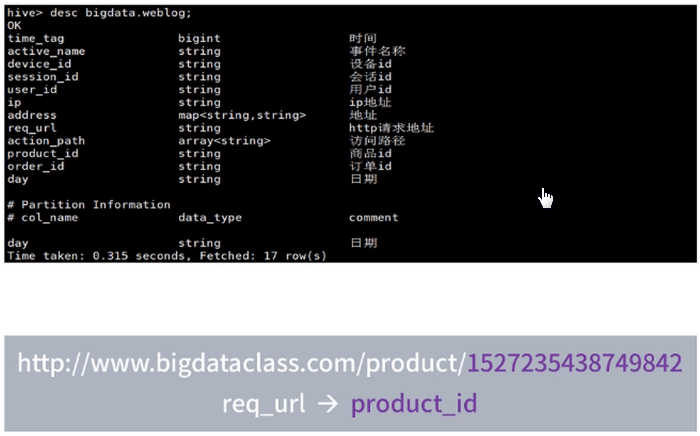 hive> desc bigdata.weblog;
OK
time_tag bigint 时间
active_name string 事件名称
device_id string 设备id
session_id string 会话id
user_id string 用户id
ip string ip地址
address map<string,string> 地址
req_url string http请求地址
action_path array<string> 访问路径
product_id string 商品id
order_id string 订单id
day string 日期
# Partition Information
# col_name data_type comment
day string 日期
Time taken: 0.315 seconds, Fetched: 17 row(s)
http://www.bigdataclass.com/product/1527235438749842
req_url → product_id